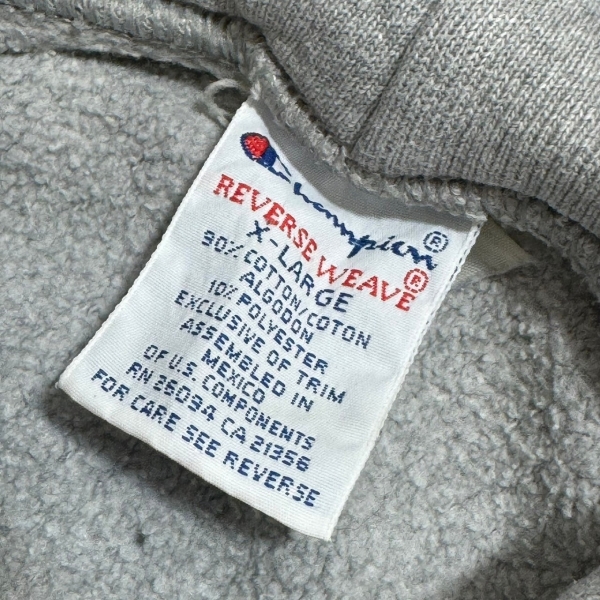 Champion®
REVERSE WEAVE®
X-LARGE
90% COTTON/COTON
ALGODON
10% POLYESTER
EXCLUSIVE OF TRIM
ASSEMBLED IN
MEXICO
OF U.S. COMPONENTS
RN 26094 CA 21356
FOR CARE SEE REVERSE